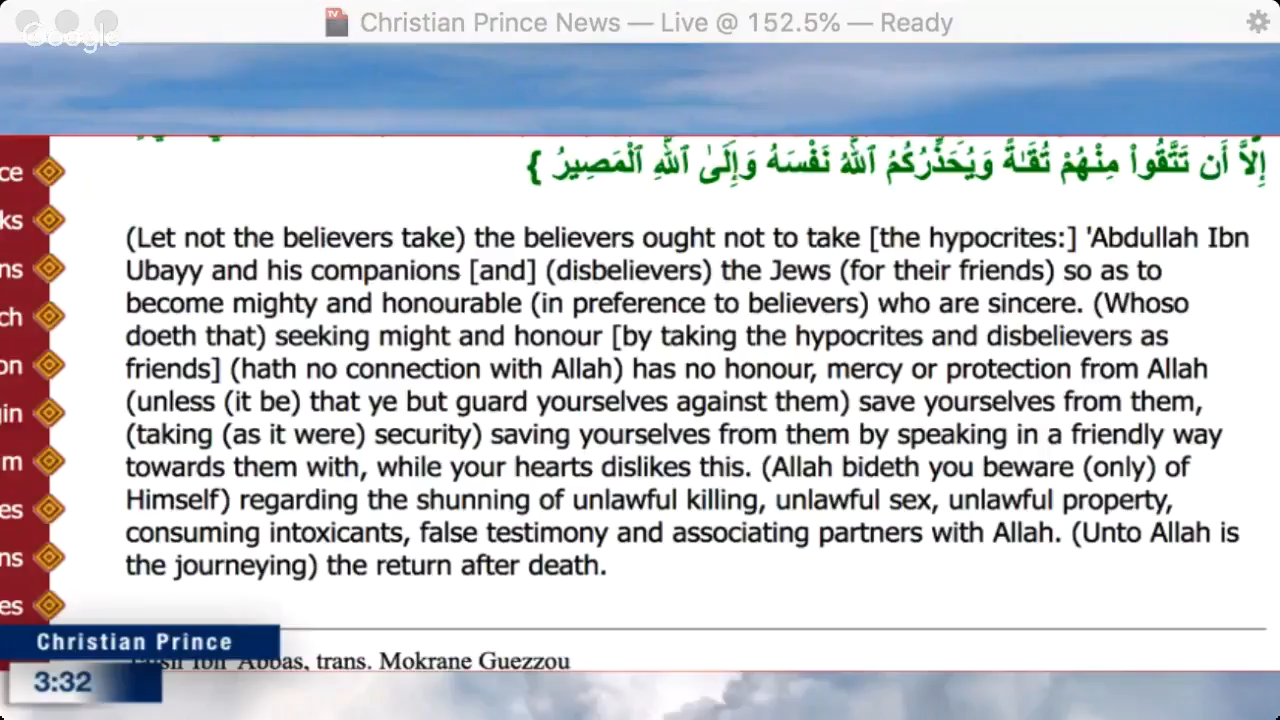 Google
Christian Prince News — Live @ 152.5% — Ready
إِلاَّ أَن تَتَّقُواْ مِنْهُمْ تُقَـٰةً وَيُحَذِّرُكُمُ ٱللَّهُ نَفْسَهُ وَإِلَىٰ ٱللَّهِ ٱلْمَصِيرُ }
(Let not the believers take) the believers ought not to take [the hypocrites:] 'Abdullah Ibn
Ubayy and his companions [and] (disbelievers) the Jews (for their friends) so as to
become mighty and honourable (in preference to believers) who are sincere. (Whoso
doeth that) seeking might and honour [by taking the hypocrites and disbelievers as
friends] (hath no connection with Allah) has no honour, mercy or protection from Allah
(unless (it be) that ye but guard yourselves against them) save yourselves from them,
(taking (as it were) security) saving yourselves from them by speaking in a friendly way
towards them with, while your hearts dislikes this. (Allah bideth you beware (only) of
Himself) regarding the shunning of unlawful killing, unlawful sex, unlawful property,
consuming intoxicants, false testimony and associating partners with Allah. (Unto Allah is
the journeying) the return after death.
ce
ks
ns
ch
on
gin
m
es
ns
es
Christian Prince
Ibn 'Abbas, trans. Mokrane Guezzou
3:32